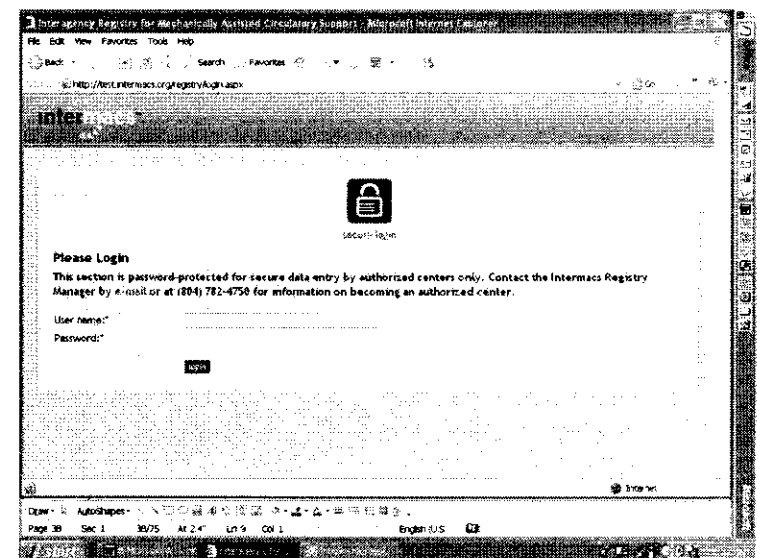 Interagency Registry for Mechanically Assisted Circulatory Support - Microsoft Internet Explorer
File Edit View Favorites Tools Help
Back Search Favorites
http://test.intermacs.org/registry/login.aspx Go
intermacs
secure login
Please Login
This section is password-protected for secure data entry by authorized centers only. Contact the Intermacs Registry
Manager by e-mail or at (804) 782-4750 for information on becoming an authorized center.
User name:*
Password:*
login
Internet
Draw AutoShapes
Page 38 Sec 1 38/75 At 2.4" Ln 9 Col 1 English (U.S
start